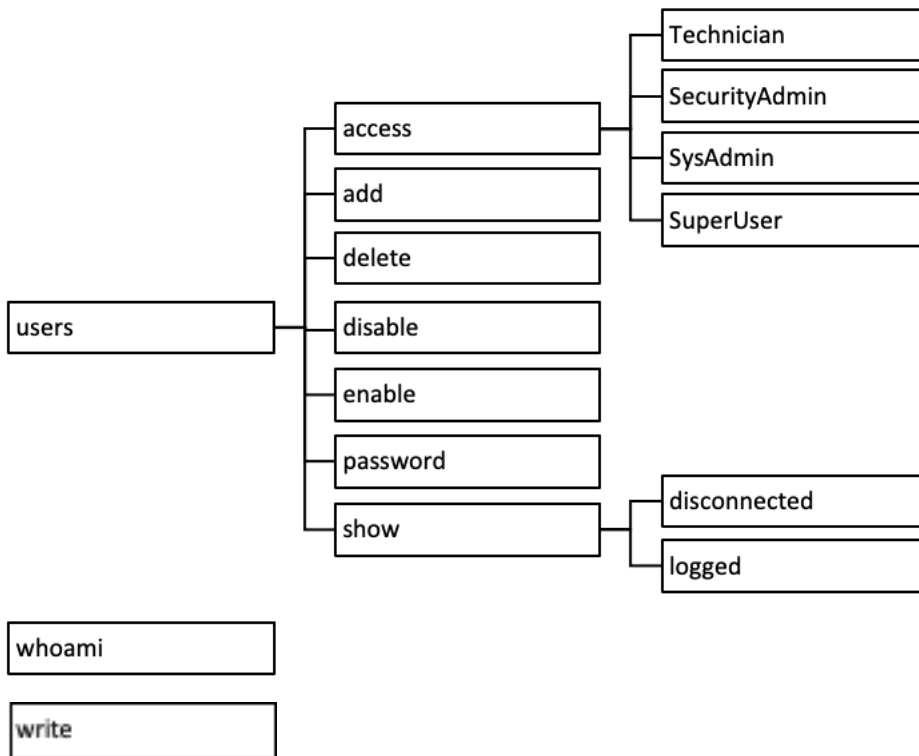 Technician
SecurityAdmin
access
SysAdmin
add
SuperUser
delete
users
disable
enable
password
disconnected
show
logged
whoami
write